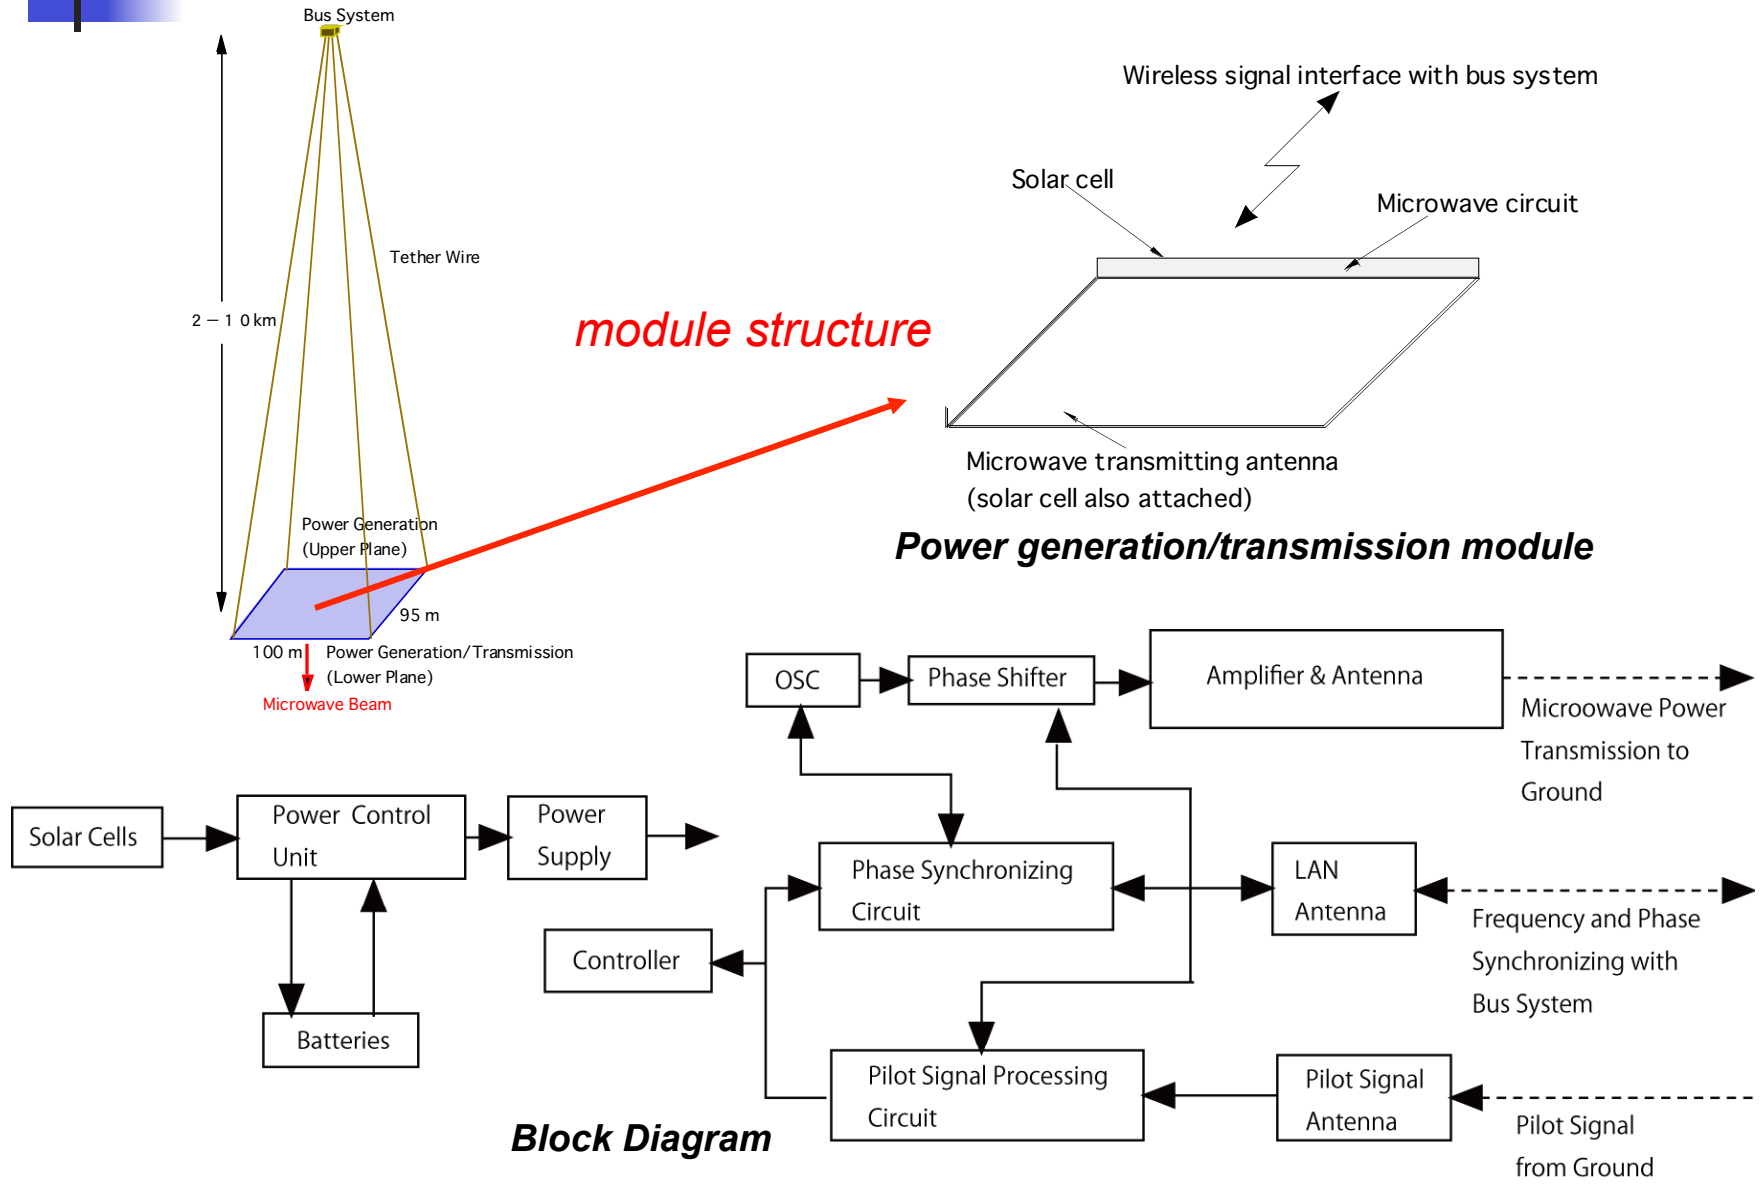 Bus System
Wireless signal interface with bus system
Solar cell
Microwave circuit
Tether Wire
2－1０km
module structure
Microwave transmitting antenna
(solar cell also attached)
Power generation/transmission module
Power Generation
(Upper Plane)
95 m
100 m
Power Generation/Transmission
(Lower Plane)
Microwave Beam
OSC
Phase Shifter
Amplifier & Antenna
Microowave Power
Transmission to
Ground
Solar Cells
Power Control
Unit
Power
Supply
Phase Synchronizing
Circuit
LAN
Antenna
Frequency and Phase
Synchronizing with
Bus System
Controller
Batteries
Pilot Signal Processing
Circuit
Pilot Signal
Antenna
Pilot Signal
from Ground
Block Diagram